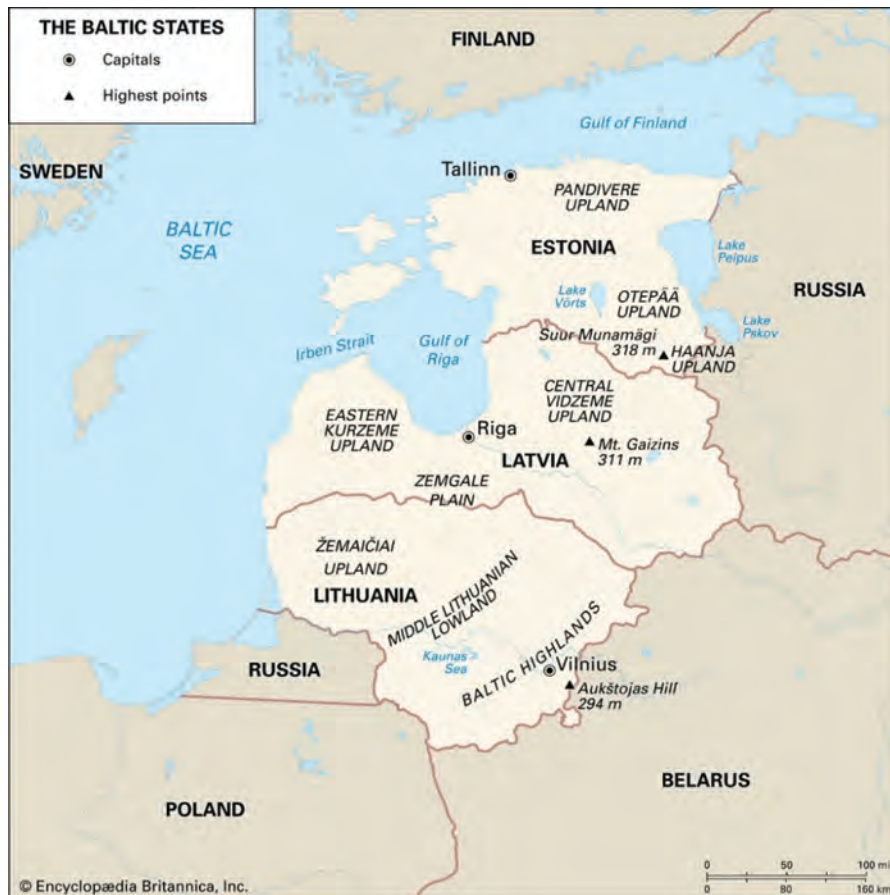 THE BALTIC STATES
Capitals
Highest points
FINLAND
Gulf of Finland
SWEDEN
Tallinn
PANDIVERE
UPLAND
BALTIC
SEA
ESTONIA
Lake
Peipus
RUSSIA
Lake
Võrts
OTEPÄÄ
UPLAND
Lake
Pskov
Irben Strait
Gulf of
Riga
Suur Munamägi
318 m
HAANJA
UPLAND
CENTRAL
VIDZEME
UPLAND
EASTERN
KURZEME
UPLAND
Riga
Mt. Gaizins
311 m
LATVIA
ZEMGALE
PLAIN
ŽEMAIČIAI
UPLAND
LITHUANIA
MIDDLE LITHUANIAN
LOWLAND
BALTIC HIGHLANDS
Kaunas
Sea
Vilnius
RUSSIA
Aukštojas Hill
294 m
BELARUS
POLAND
0 50 100 mi
0 80 160 km
© Encyclopædia Britannica, Inc.